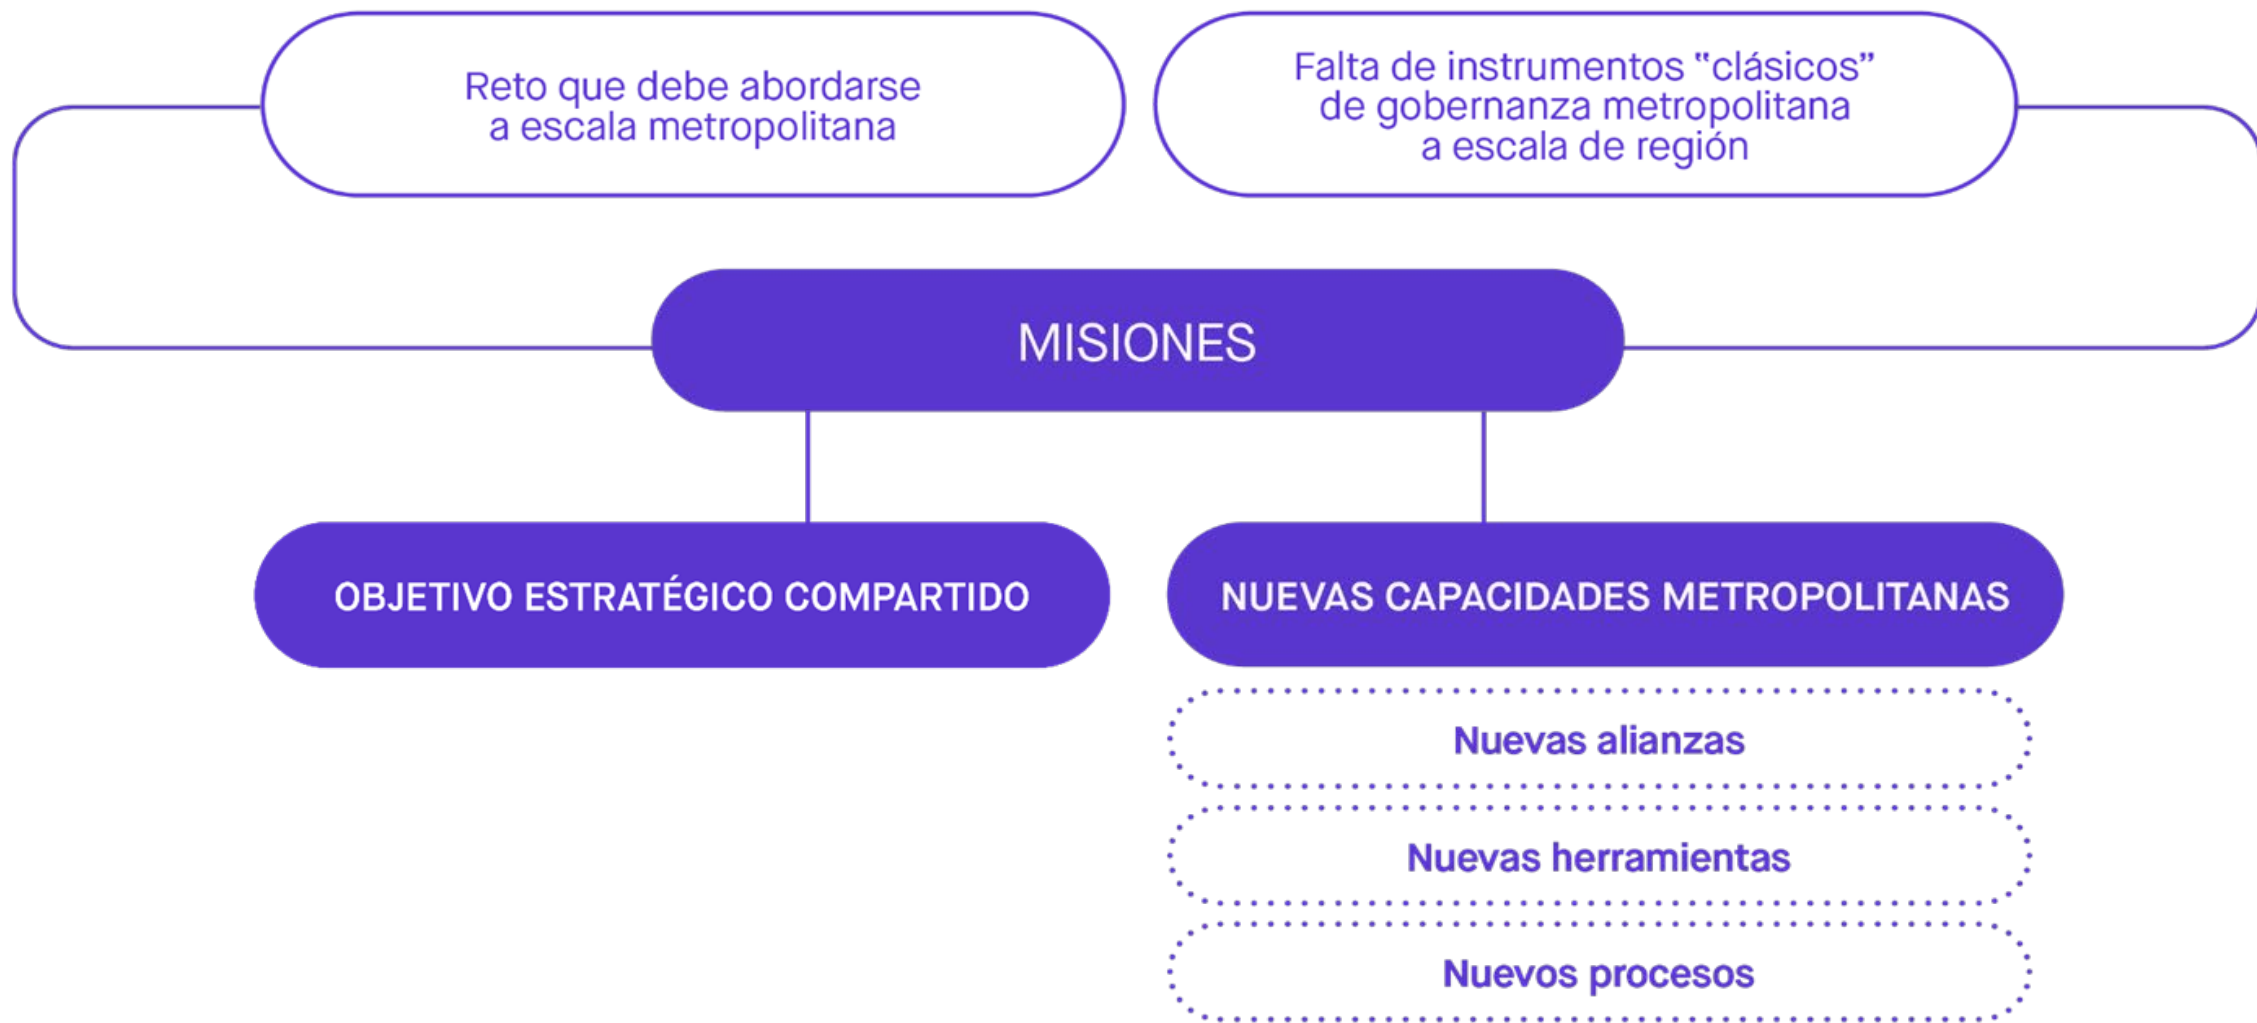 Reto que debe abordarse
a escala metropolitana
Falta de instrumentos “clásicos”
de gobernanza metropolitana
a escala de región
MISIONES
OBJETIVO ESTRATÉGICO COMPARTIDO
NUEVAS CAPACIDADES METROPOLITANAS
Nuevas alianzas
Nuevas herramientas
Nuevos procesos